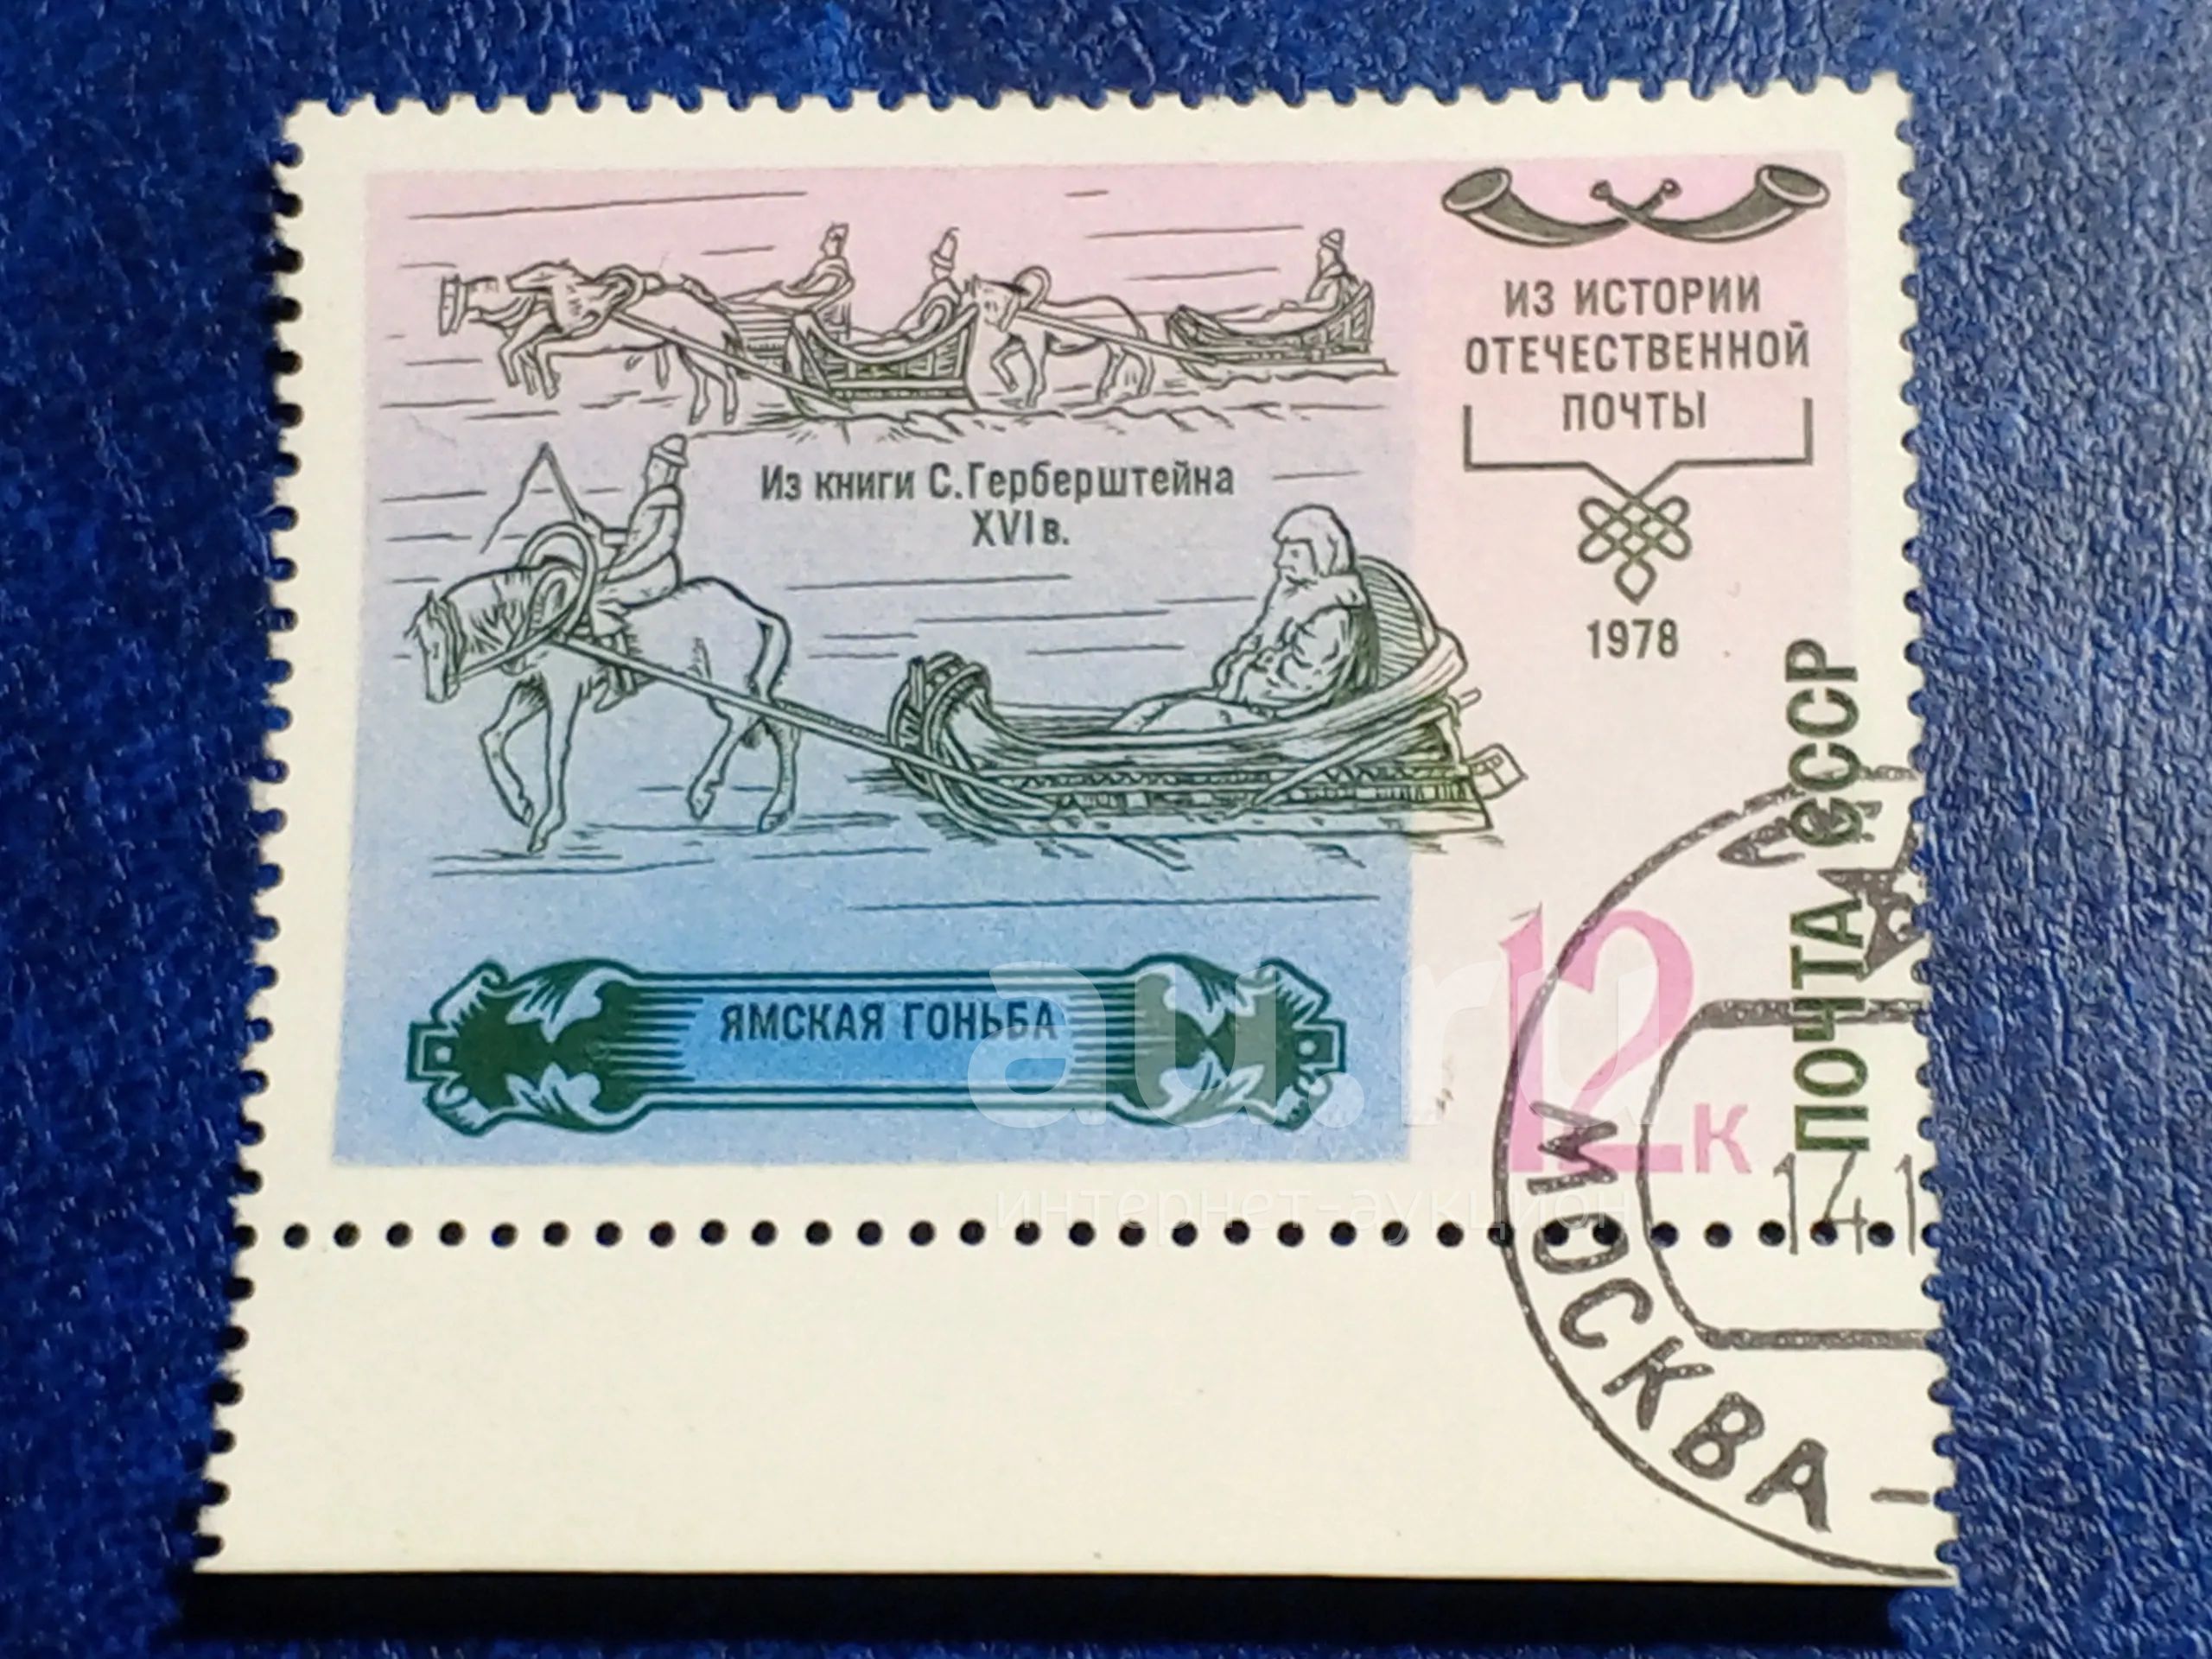 ИЗ ИСТОРИИ
ОТЕЧЕСТВЕННОЙ
ПОЧТЫ
Из книги С.Герберштейна
XVI в.
1978
ПОЧТА СССР
12к
ЯМСКАЯ ГОНЬБА
au.ru
интернет-аукцион
14.1
МОСКВА -